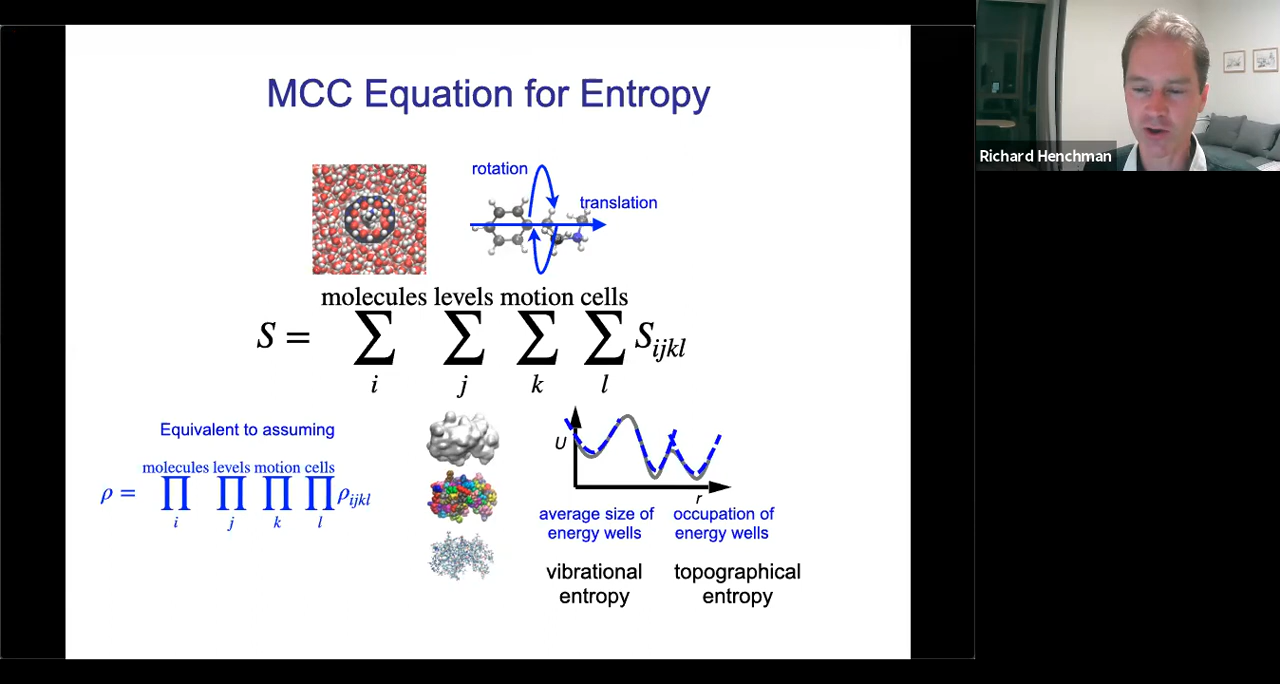 MCC Equation for Entropy
Richard Henchman
rotation
translation
molecules levels motion cells
S = ∑ ∑ ∑ ∑ S_ijkl
i j k l
Equivalent to assuming
molecules levels motion cells
ρ = ∏ ∏ ∏ ∏ ρ_ijkl
i j k l
U
r
average size of
energy wells
occupation of
energy wells
vibrational
entropy
topographical
entropy